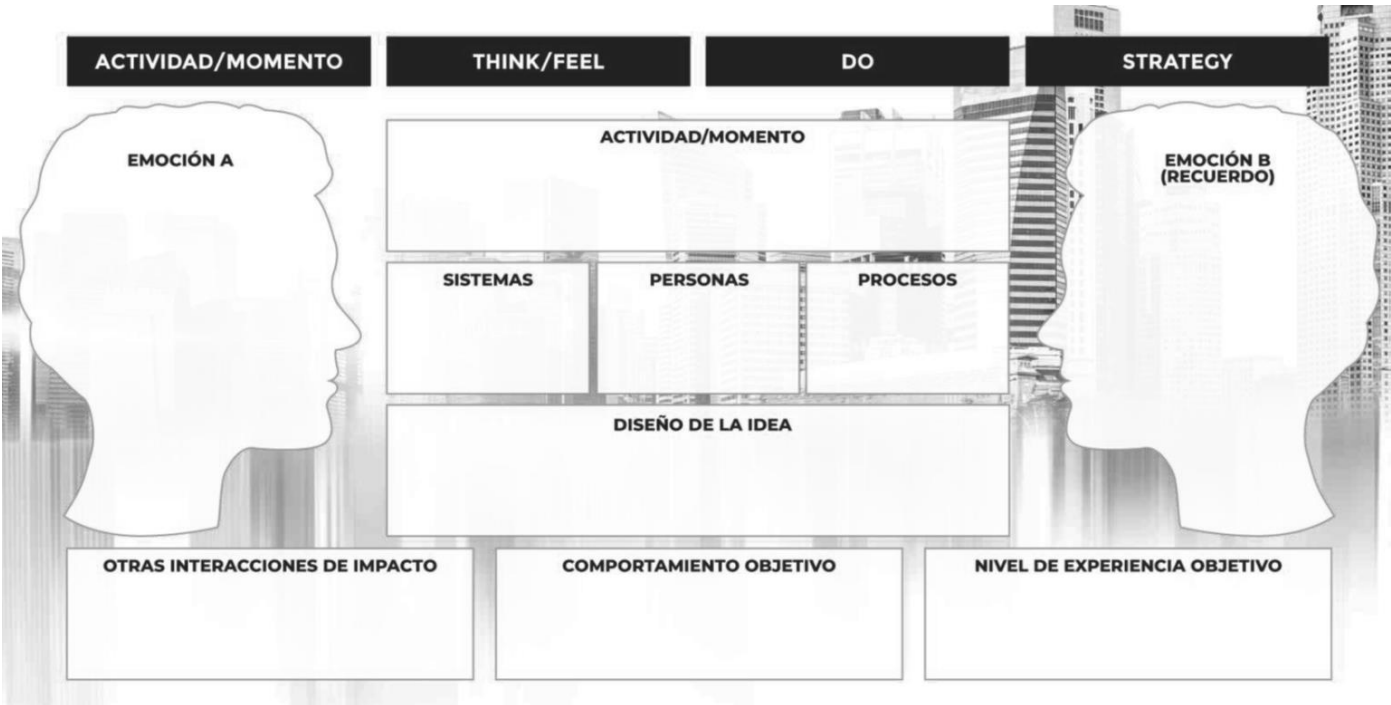 ACTIVIDAD/MOMENTO
THINK/FEEL
DO
STRATEGY
EMOCIÓN A
ACTIVIDAD/MOMENTO
EMOCIÓN B
(RECUERDO)
SISTEMAS
PERSONAS
PROCESOS
DISEÑO DE LA IDEA
OTRAS INTERACCIONES DE IMPACTO
COMPORTAMIENTO OBJETIVO
NIVEL DE EXPERIENCIA OBJETIVO